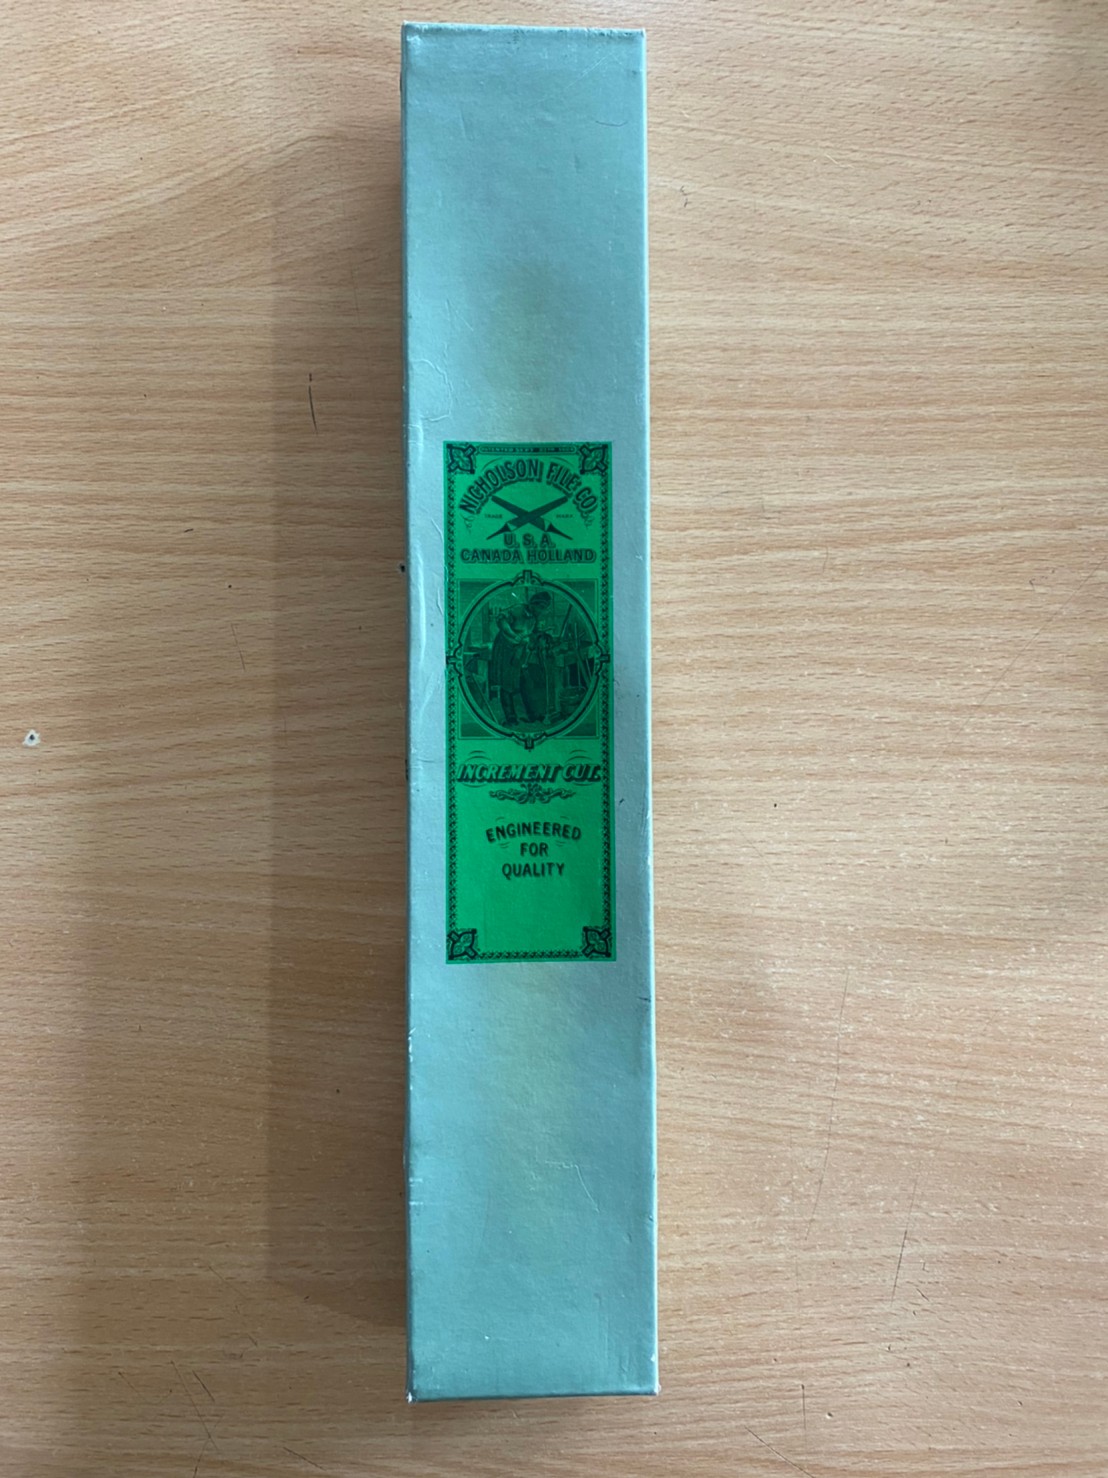 NICHOLSON FILE CO.
TRADE MARK
U. S. A.
CANADA HOLLAND
INCREMENT CUT.
ENGINEERED
FOR
QUALITY